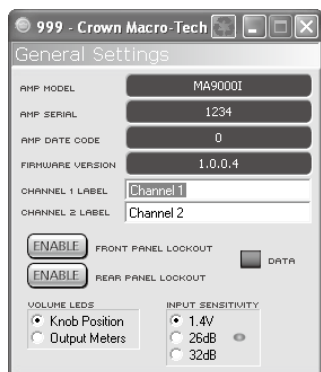 999 - Crown Macro-Tech
General Settings
AMP MODEL MA9000I
AMP SERIAL 1234
AMP DATE CODE 0
FIRMWARE VERSION 1.0.0.4
CHANNEL 1 LABEL Channel 1
CHANNEL 2 LABEL Channel 2
ENABLE FRONT PANEL LOCKOUT
DATA
ENABLE REAR PANEL LOCKOUT
VOLUME LEDS INPUT SENSITIVITY
Knob Position 1.4V
Output Meters 26dB
32dB